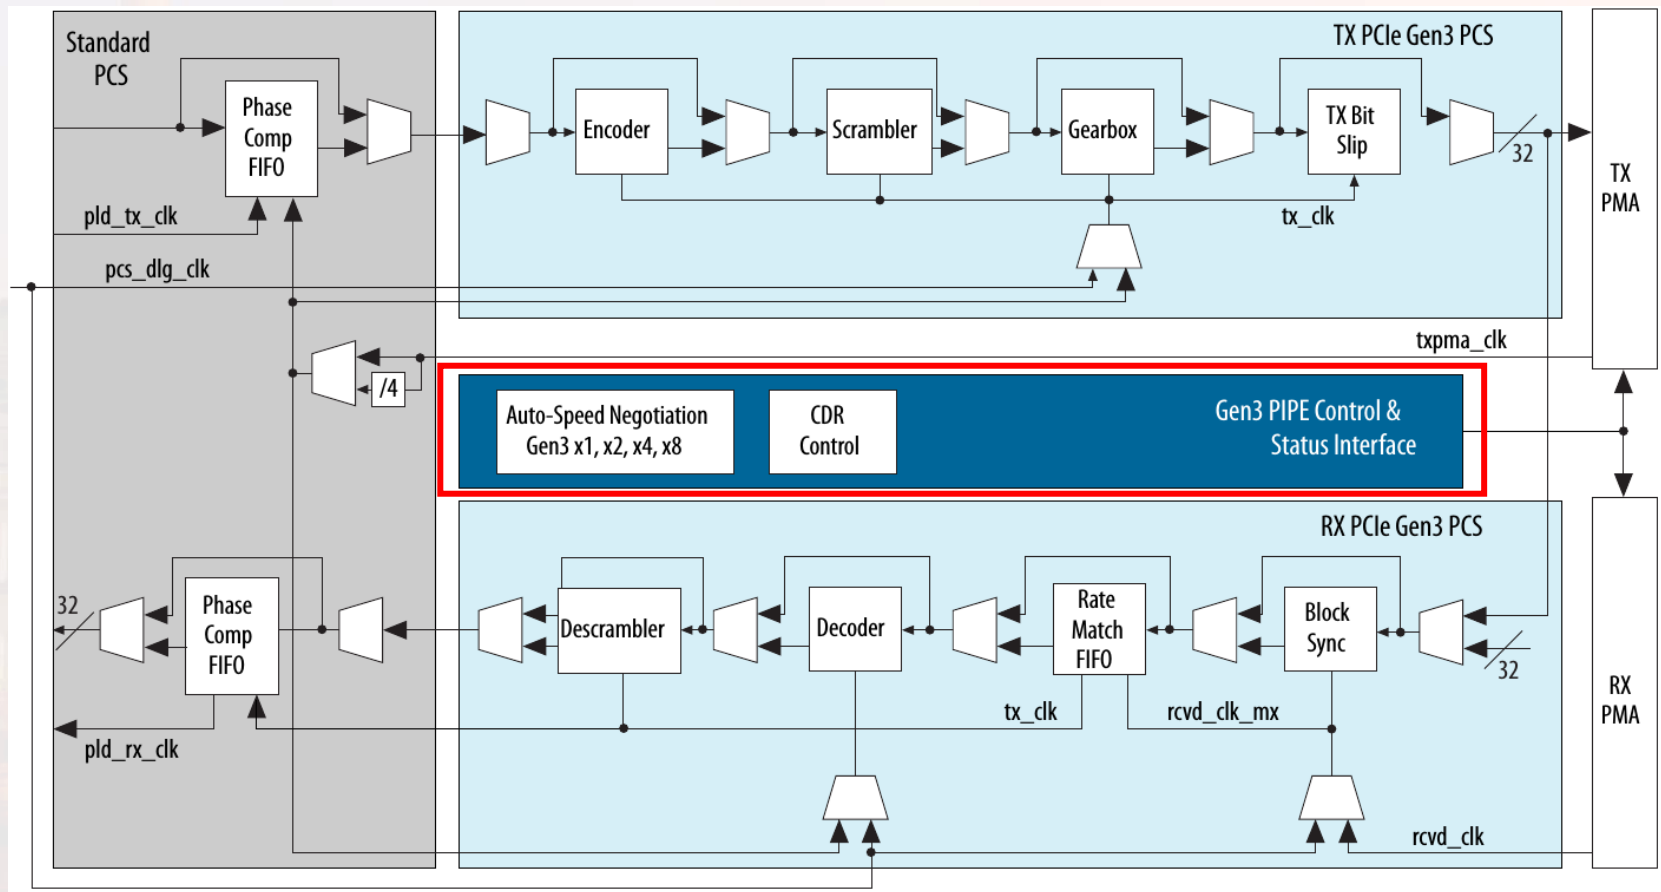 Standard
PCS
TX PCIe Gen3 PCS
Phase
Comp
FIFO
Encoder
Scrambler
Gearbox
TX Bit
Slip
32
TX
PMA
pld_tx_clk
tx_clk
pcs_dlg_clk
txpma_clk
/4
Auto-Speed Negotiation
Gen3 x1, x2, x4, x8
CDR
Control
Gen3 PIPE Control &
Status Interface
RX PCIe Gen3 PCS
32
Phase
Comp
FIFO
Descrambler
Decoder
Rate
Match
FIFO
Block
Sync
32
RX
PMA
pld_rx_clk
tx_clk
rcvd_clk_mx
rcvd_clk